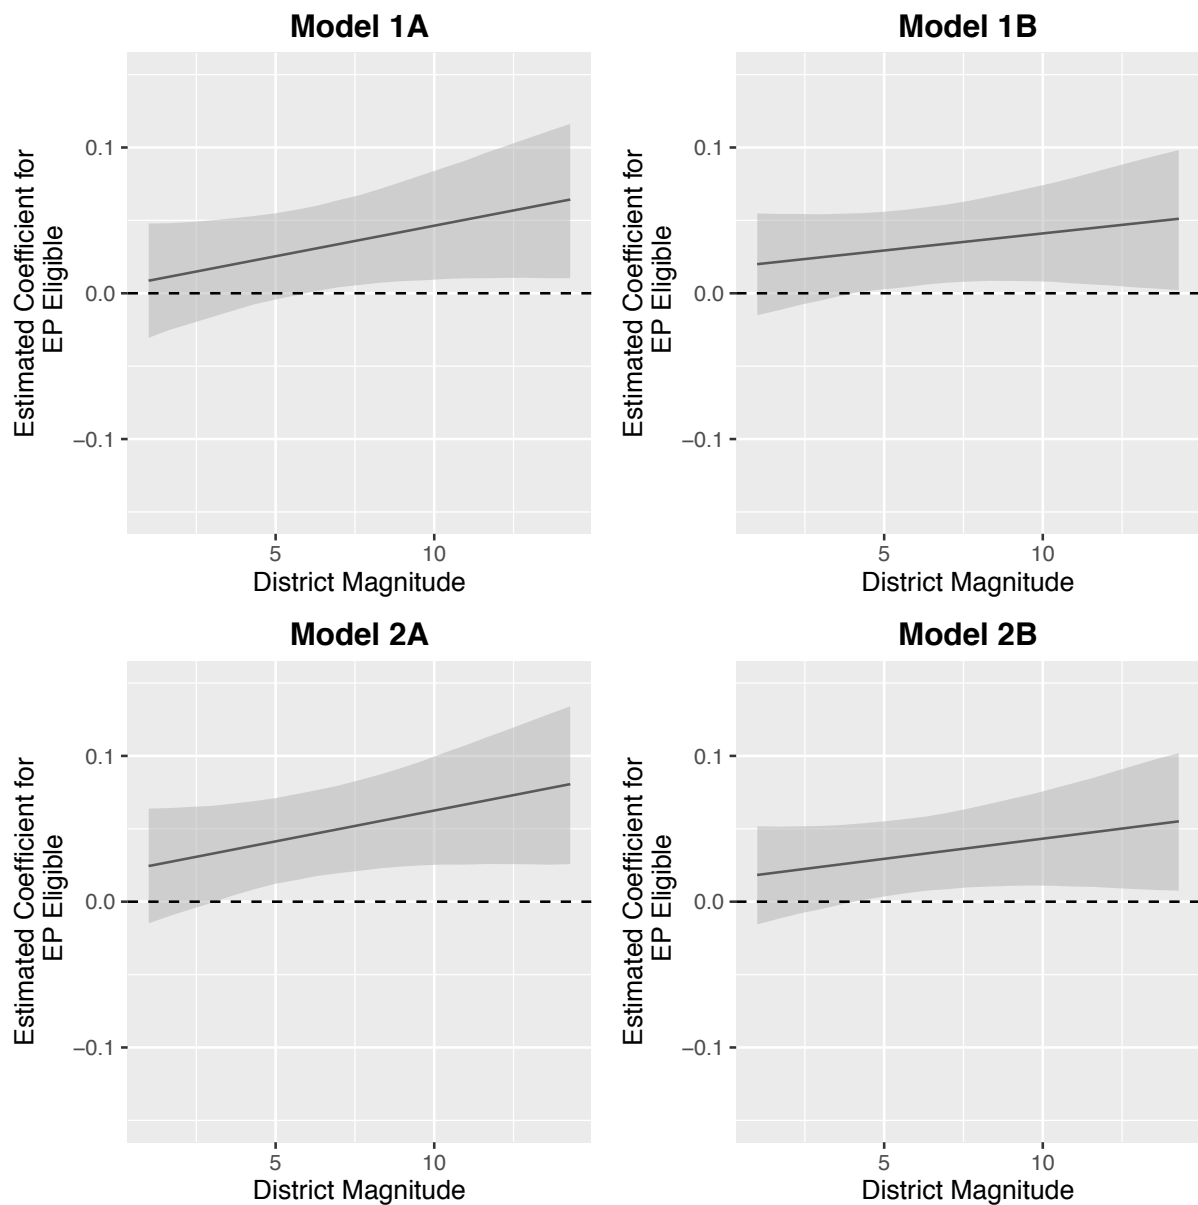 Model 1A
Estimated Coefficient for
EP Eligible
0.1
0.0
−0.1
5
10
District Magnitude
Model 1B
Estimated Coefficient for
EP Eligible
0.1
0.0
−0.1
5
10
District Magnitude
Model 2A
Estimated Coefficient for
EP Eligible
0.1
0.0
−0.1
5
10
District Magnitude
Model 2B
Estimated Coefficient for
EP Eligible
0.1
0.0
−0.1
5
10
District Magnitude